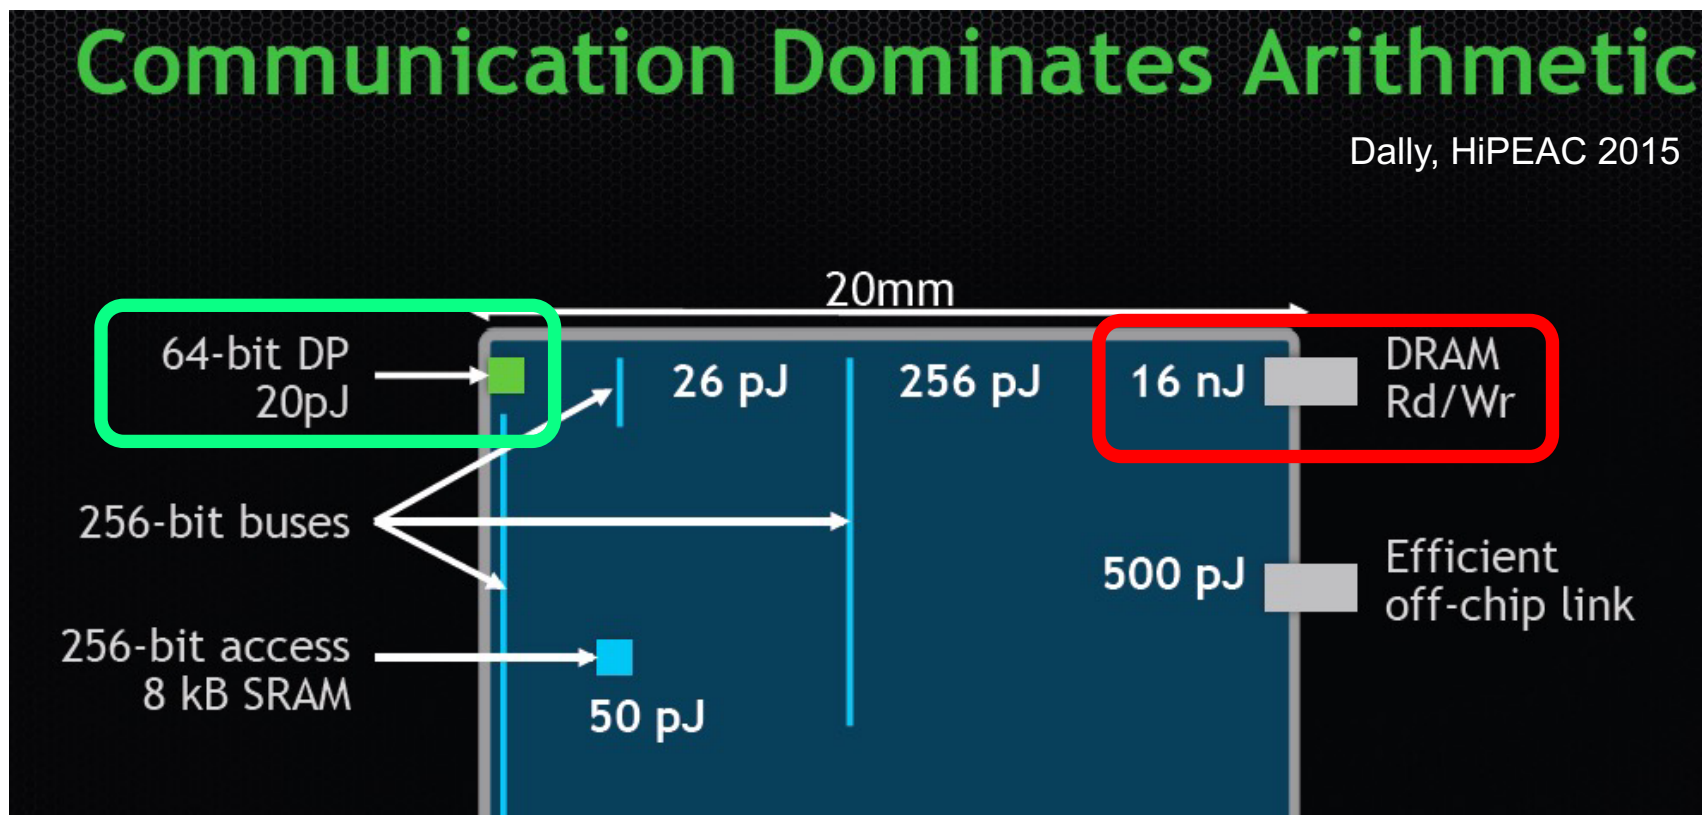 Communication Dominates Arithmetic
Dally, HiPEAC 2015
20mm
64-bit DP
20pJ
26 pJ
256 pJ
16 nJ
DRAM
Rd/Wr
256-bit buses
500 pJ
Efficient
off-chip link
256-bit access
8 kB SRAM
50 pJ